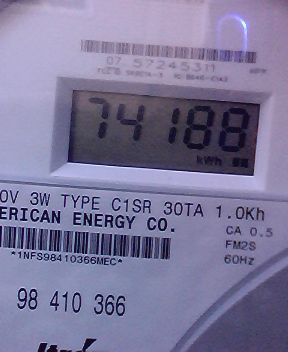 07 57245311
74188
kWh
0V 3W TYPE C1SR 30TA 1.0Kh
ERICAN ENERGY CO.
CA 0.5
FM2S
*1NFS98410366MEC*
60Hz
98 410 366